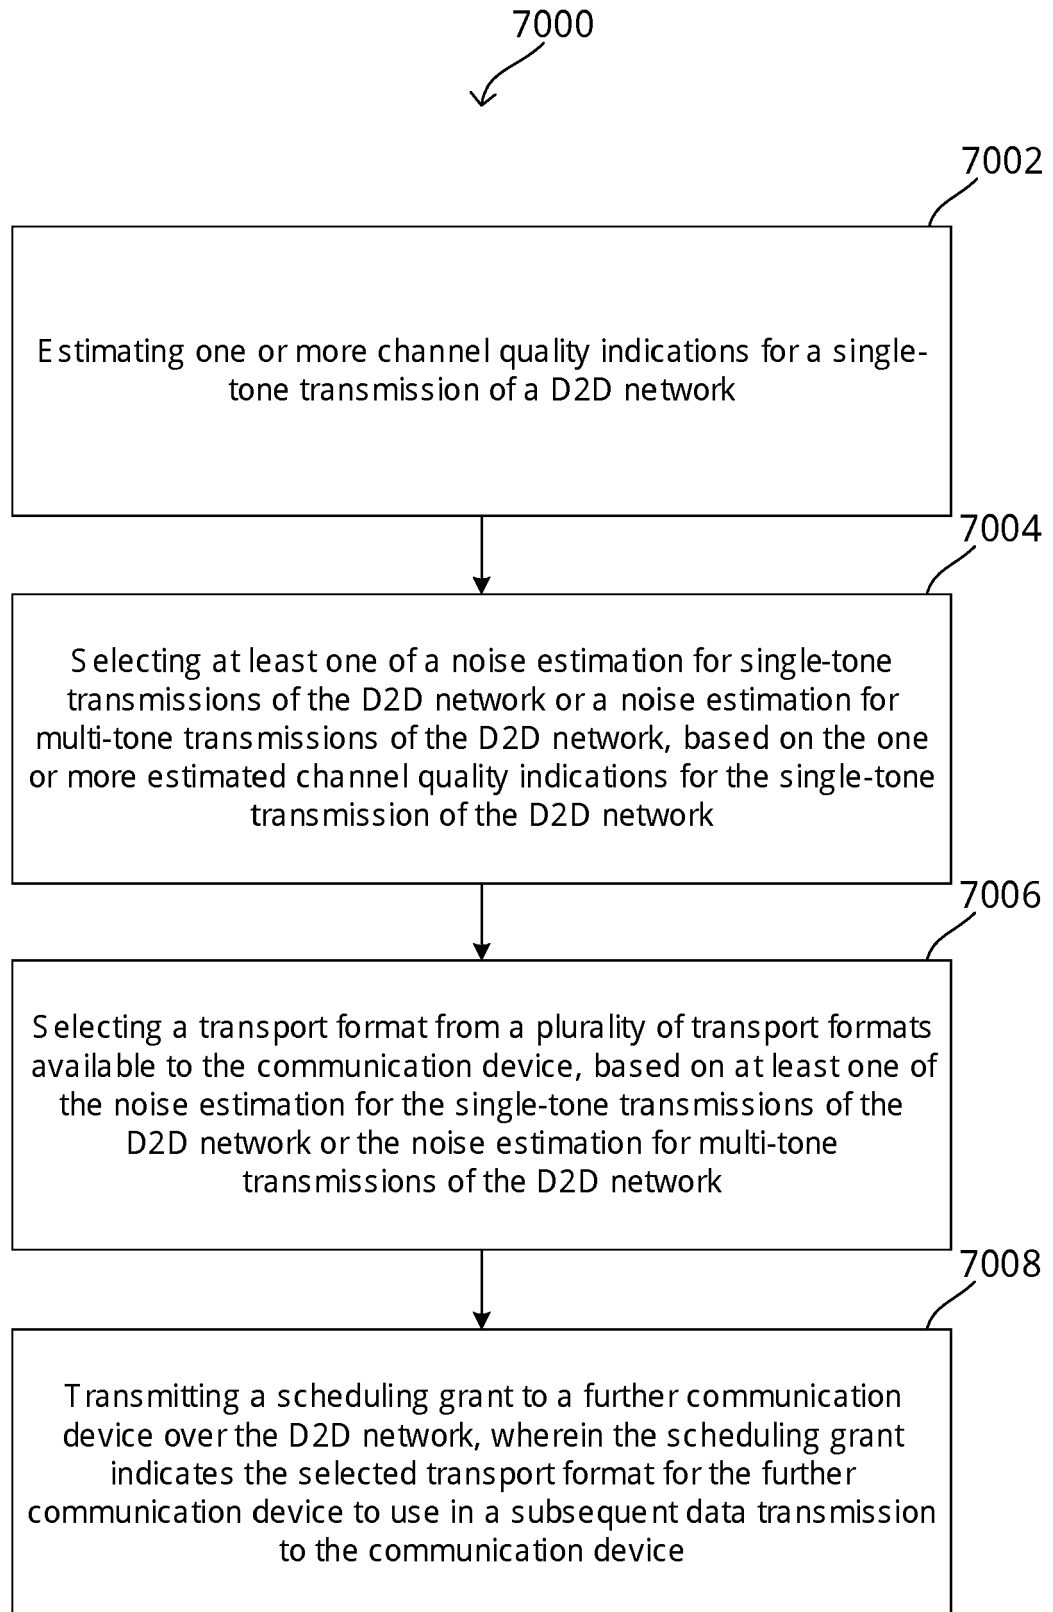 7000
7002
Estimating one or more channel quality indications for a single-
tone transmission of a D2D network
7004
Selecting at least one of a noise estimation for single-tone
transmissions of the D2D network or a noise estimation for
multi-tone transmissions of the D2D network, based on the one
or more estimated channel quality indications for the single-tone
transmission of the D2D network
7006
Selecting a transport format from a plurality of transport formats
available to the communication device, based on at least one of
the noise estimation for the single-tone transmissions of the
D2D network or the noise estimation for multi-tone
transmissions of the D2D network
7008
Transmitting a scheduling grant to a further communication
device over the D2D network, wherein the scheduling grant
indicates the selected transport format for the further
communication device to use in a subsequent data transmission
to the communication device